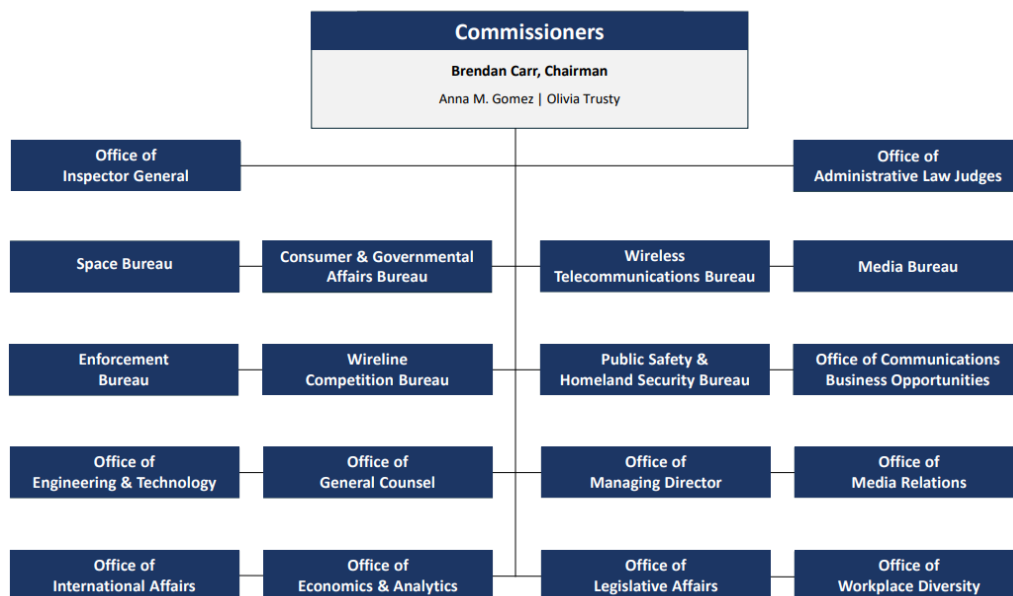 Commissioners
Brendan Carr, Chairman
Anna M. Gomez | Olivia Trusty
Office of
Inspector General
Office of
Administrative Law Judges
Space Bureau
Consumer & Governmental
Affairs Bureau
Wireless
Telecommunications Bureau
Media Bureau
Enforcement
Bureau
Wireline
Competition Bureau
Public Safety &
Homeland Security Bureau
Office of Communications
Business Opportunities
Office of
Engineering & Technology
Office of
General Counsel
Office of
Managing Director
Office of
Media Relations
Office of
International Affairs
Office of
Economics & Analytics
Office of
Legislative Affairs
Office of
Workplace Diversity